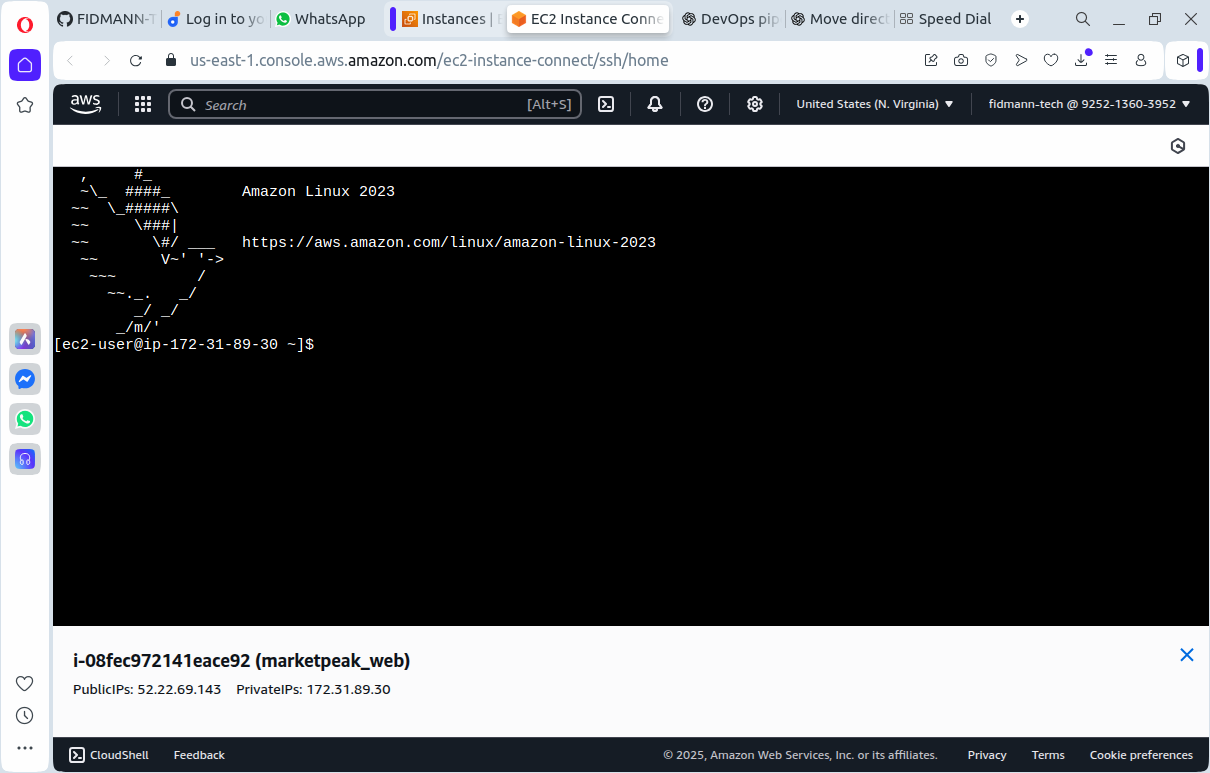 FIDMANN-T
Log in to yo
WhatsApp
Instances |
EC2 Instance Conne
DevOps pip
Move direct
Speed Dial
us-east-1.console.aws.amazon.com/ec2-instance-connect/ssh/home
aws
Search
[Alt+S]
United States (N. Virginia)
fidmann-tech @ 9252-1360-3952
   ,     #_
   ~\_  ####_        Amazon Linux 2023
  ~~  \_#####\
  ~~     \###|
  ~~       \#/ ___   https://aws.amazon.com/linux/amazon-linux-2023
   ~~       V~' '->
    ~~~         /
      ~~._.   _/
         _/ _/
       _/m/'
[ec2-user@ip-172-31-89-30 ~]$
i-08fec972141eace92 (marketpeak_web)
PublicIPs: 52.22.69.143 PrivateIPs: 172.31.89.30
CloudShell
Feedback
© 2025, Amazon Web Services, Inc. or its affiliates.
Privacy
Terms
Cookie preferences